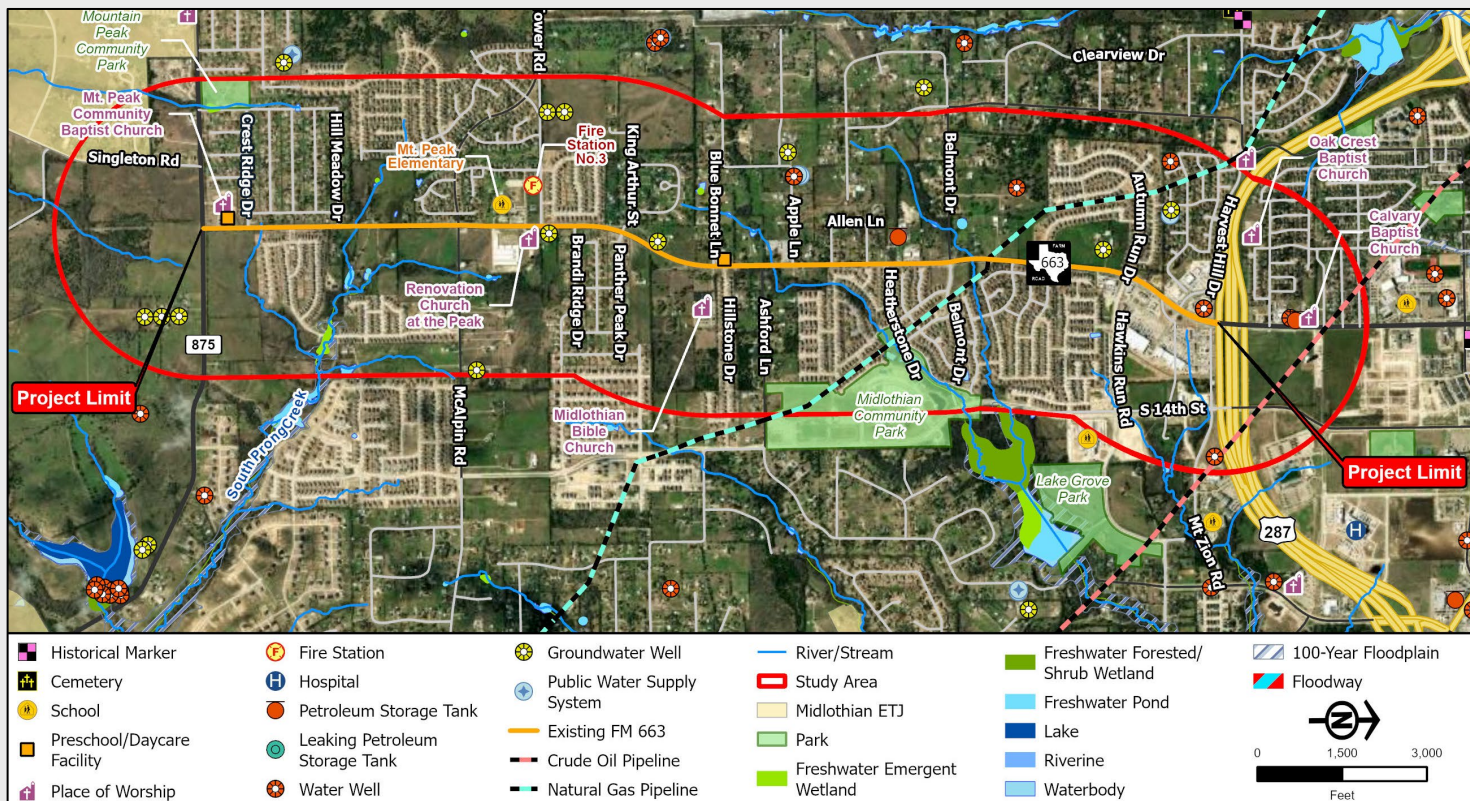 Mountain
Peak
Community
Park
Mt. Peak
Community
Baptist Church
Singleton Rd
Crest Ridge Dr
Hill Meadow Dr
Mt. Peak
Elementary
Tower Rd
Fire
Station
No.3
F
King Arthur St
Blue Bonnet Ln
Apple Ln
Allen Ln
Belmont Dr
Clearview Dr
Autumn Run Dr
Harvest Hill Dr
Oak Crest
Baptist
Church
Calvary
Baptist
Church
FARM
663
ROAD
Renovation
Church
at the Peak
Brandi Ridge Dr
Panther Peak Dr
Hillstone Dr
Ashford Ln
Heatherstone Dr
Belmont Dr
Hawkins Run Rd
875
Project Limit
South ProngCreek
McAlpin Rd
Midlothian
Bible
Church
Midlothian
Community
Park
S 14th St
Project Limit
Lake Grove
Park
Mt Zion Rd
287
H
Historical Marker
Cemetery
School
Preschool/Daycare
Facility
Place of Worship
F
Fire Station
H
Hospital
Petroleum Storage Tank
Leaking Petroleum
Storage Tank
Water Well
Groundwater Well
Public Water Supply
System
Existing FM 663
Crude Oil Pipeline
Natural Gas Pipeline
River/Stream
Study Area
Midlothian ETJ
Park
Freshwater Emergent
Wetland
Freshwater Forested/
Shrub Wetland
Freshwater Pond
Lake
Riverine
Waterbody
100-Year Floodplain
Floodway
N
0 1,500 3,000
Feet